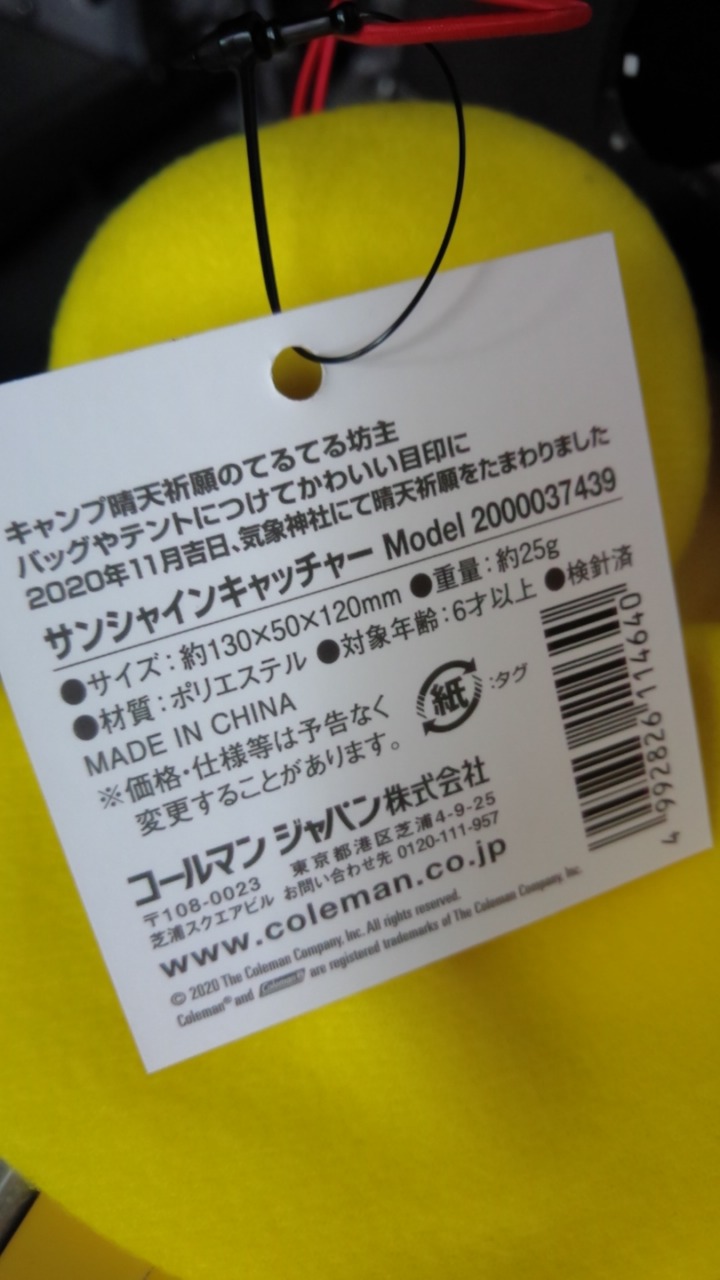 キャンプ晴天祈願のてるてる坊主
バッグやテントにつけてかわいい目印に
2020年11月吉日、気象神社にて晴天祈願をたまわりました
サンシャインキャッチャー Model 2000037439
●サイズ：約130×50×120mm ●重量：約25g
●材質：ポリエステル ●対象年齢：6才以上 ●検針済
MADE IN CHINA
※価格・仕様等は予告なく
変更することがあります。
紙 :タグ
コールマン ジャパン株式会社
〒108-0023 東京都港区芝浦4-9-25
芝浦スクエアビル お問い合わせ先 0120-111-957
www.coleman.co.jp
© 2020 The Coleman Company, Inc. All rights reserved.
Coleman® and Coleman® are registered trademarks of The Coleman Company, Inc.
4 992826 114640